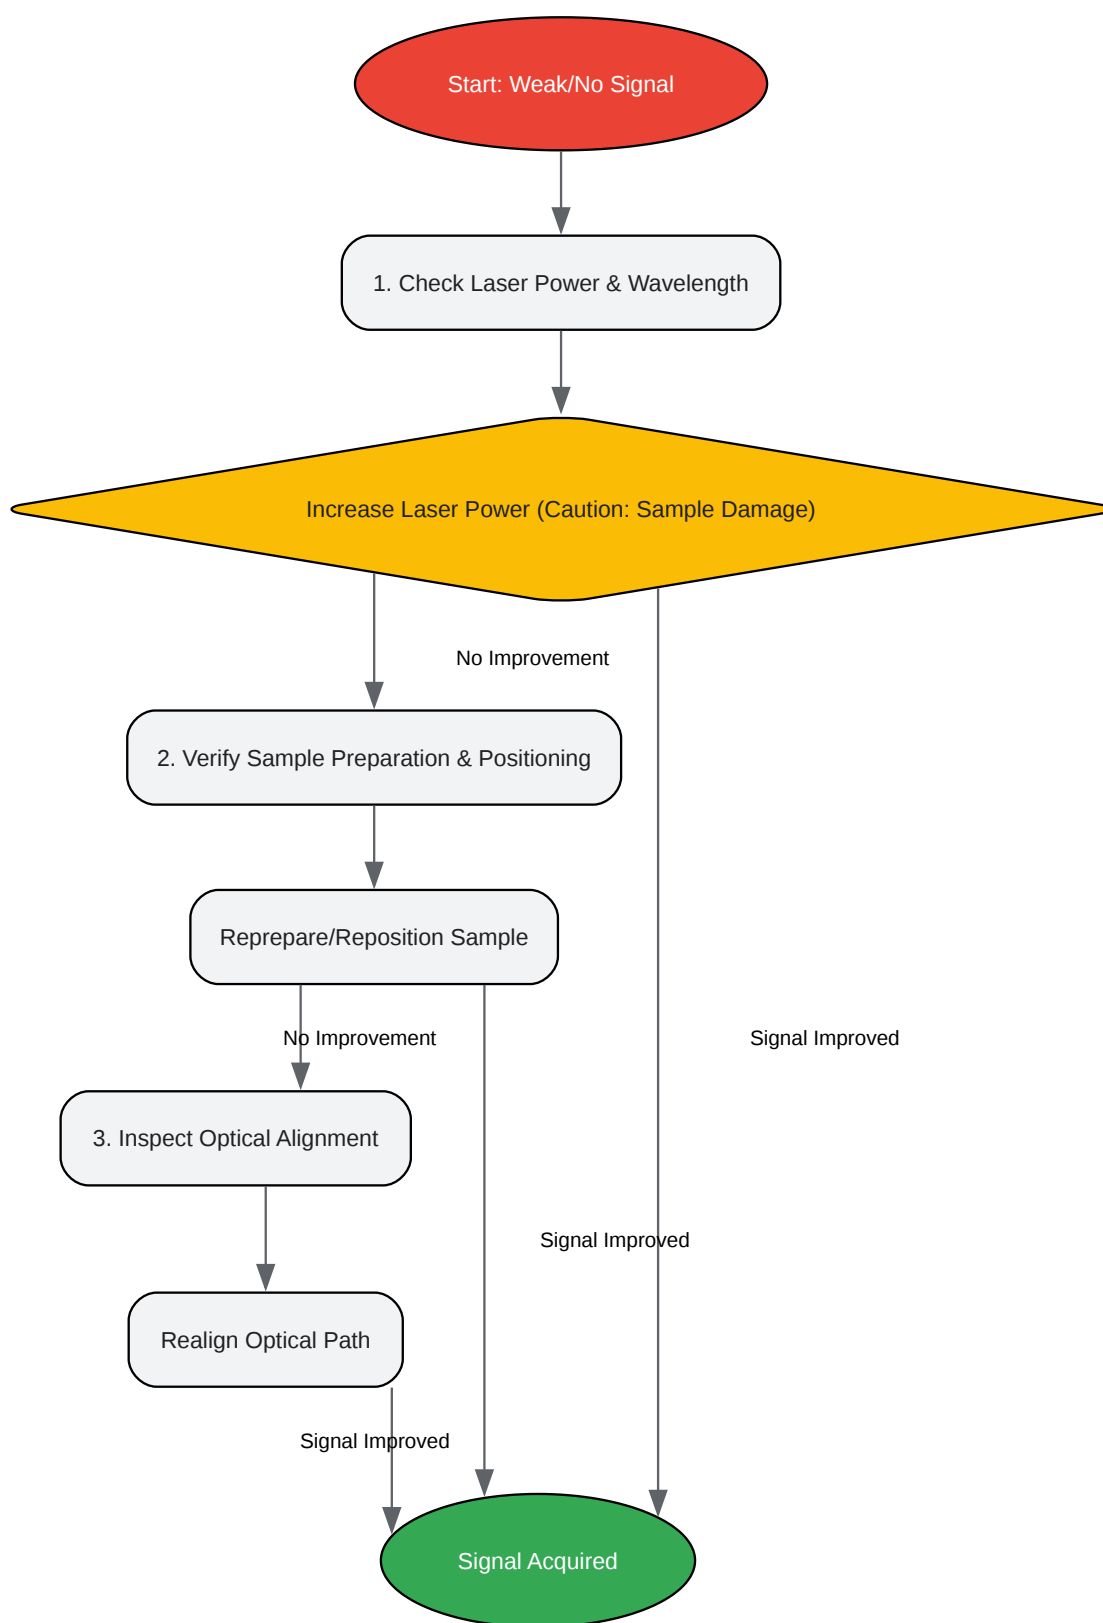 Start: Weak/No Signal
1. Check Laser Power & Wavelength
Increase Laser Power (Caution: Sample Damage)
No Improvement
2. Verify Sample Preparation & Positioning
Reprepare/Reposition Sample
No Improvement
Signal Improved
3. Inspect Optical Alignment
Signal Improved
Realign Optical Path
Signal Improved
Signal Acquired